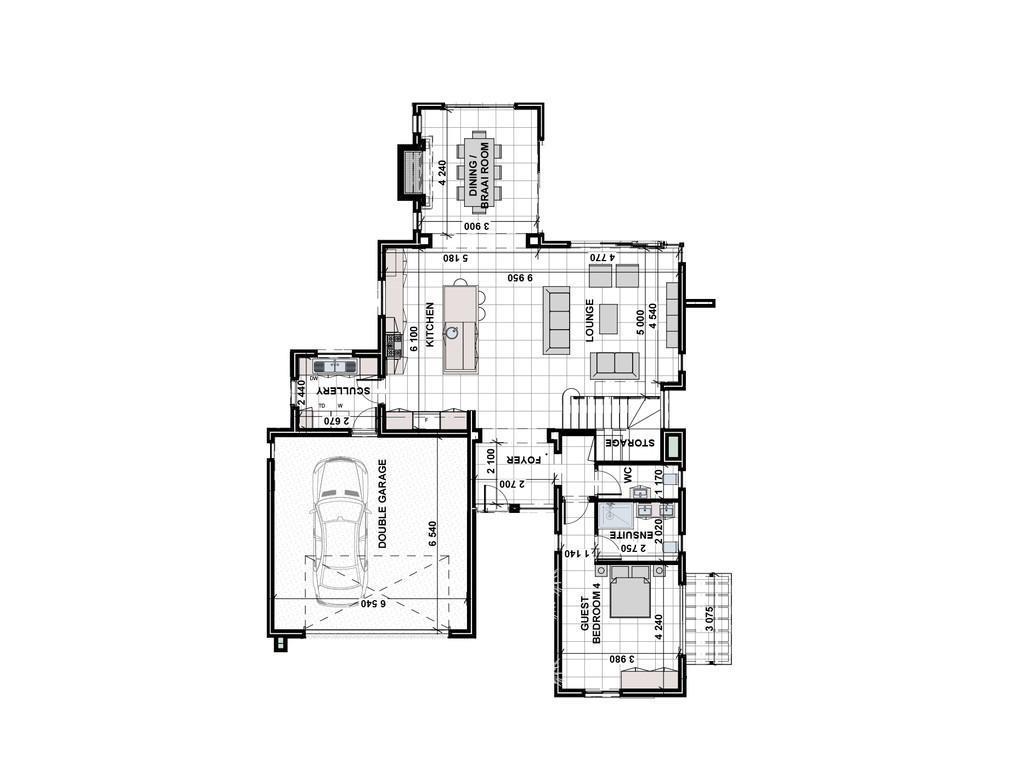 4 240
DINING /
BRAAI ROOM
3 900
5 180
4 770
9 950
6 100
KITCHEN
LOUNGE
5 000
4 540
DW
SCULLERY
2 440
TD
W
2 670
F
STORAGE
FOYER
2 100
2 700
WC
1 170
DOUBLE GARAGE
6 540
6 540
ENSUITE
2 750
2 020
1 140
GUEST
BEDROOM 4
4 240
3 980
3 075